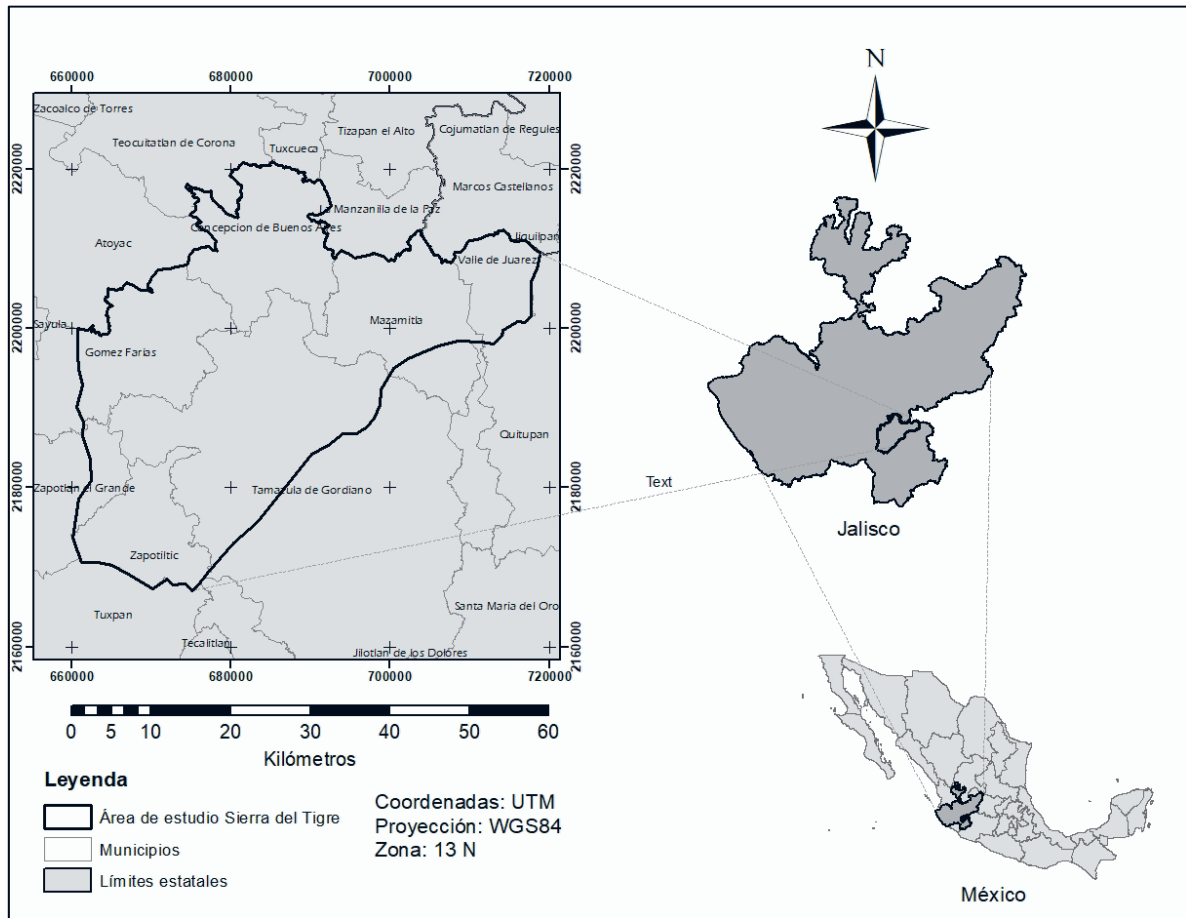 660000
680000
700000
720000
Zacoalco de Torres
Teocuitatlan de Corona
Tuxcueca
Tizapan el Alto
Cojumatlan de Regules
2220000
2220000
Marcos Castellanos
Manzanilla de la Paz
Concepcion de Buenos Aires
Atoyac
Jiquilpan
Valle de Juarez
2200000
2200000
Sayula
Mazamitla
Gomez Farias
Quitupan
2180000
2180000
Zapotlan el Grande
Tamazula de Gordiano
Zapotiltic
Tuxpan
Santa Maria del Oro
Tecalitlan
Jilotlan de los Dolores
2160000
2160000
660000
680000
700000
720000
0 5 10 20 30 40 50 60
Kilómetros
Leyenda
Área de estudio Sierra del Tigre
Municipios
Límites estatales
Coordenadas: UTM
Proyección: WGS84
Zona: 13 N
N
Text
Jalisco
México